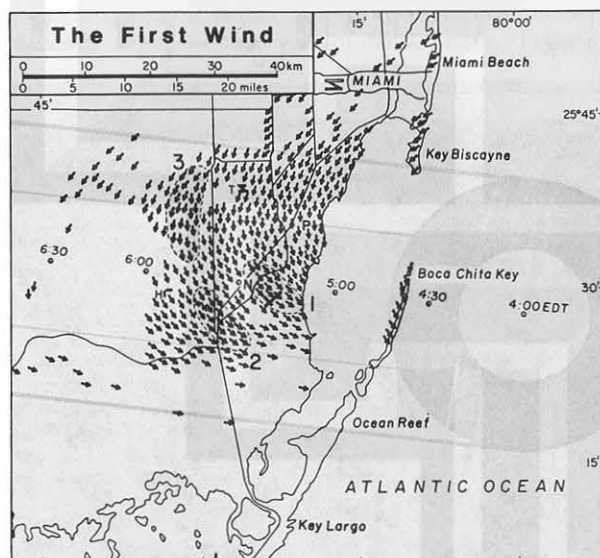 The First Wind
0 10 20 30 40 km
0 5 10 15 20 miles
15' 80°00'
Miami Beach
MIAMI
45'
25°45'
Key Biscayne
3
T
P
6:30
6:00
N
5:00
Boca Chita Key
4:30
4:00 EDT
30'
H
1
2
Ocean Reef
15'
ATLANTIC OCEAN
Key Largo